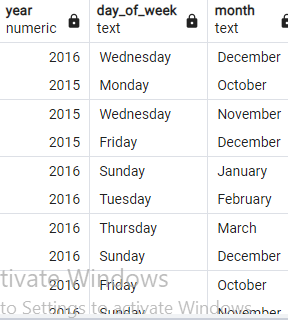 year day_of_week month
numeric text text
2016 Wednesday December
2015 Monday October
2015 Wednesday November
2015 Friday December
2016 Sunday January
2016 Tuesday February
2016 Thursday March
2016 Sunday December
tivate Windows
2016 Friday October
to Settings to activate Windows
2016 Sunday November